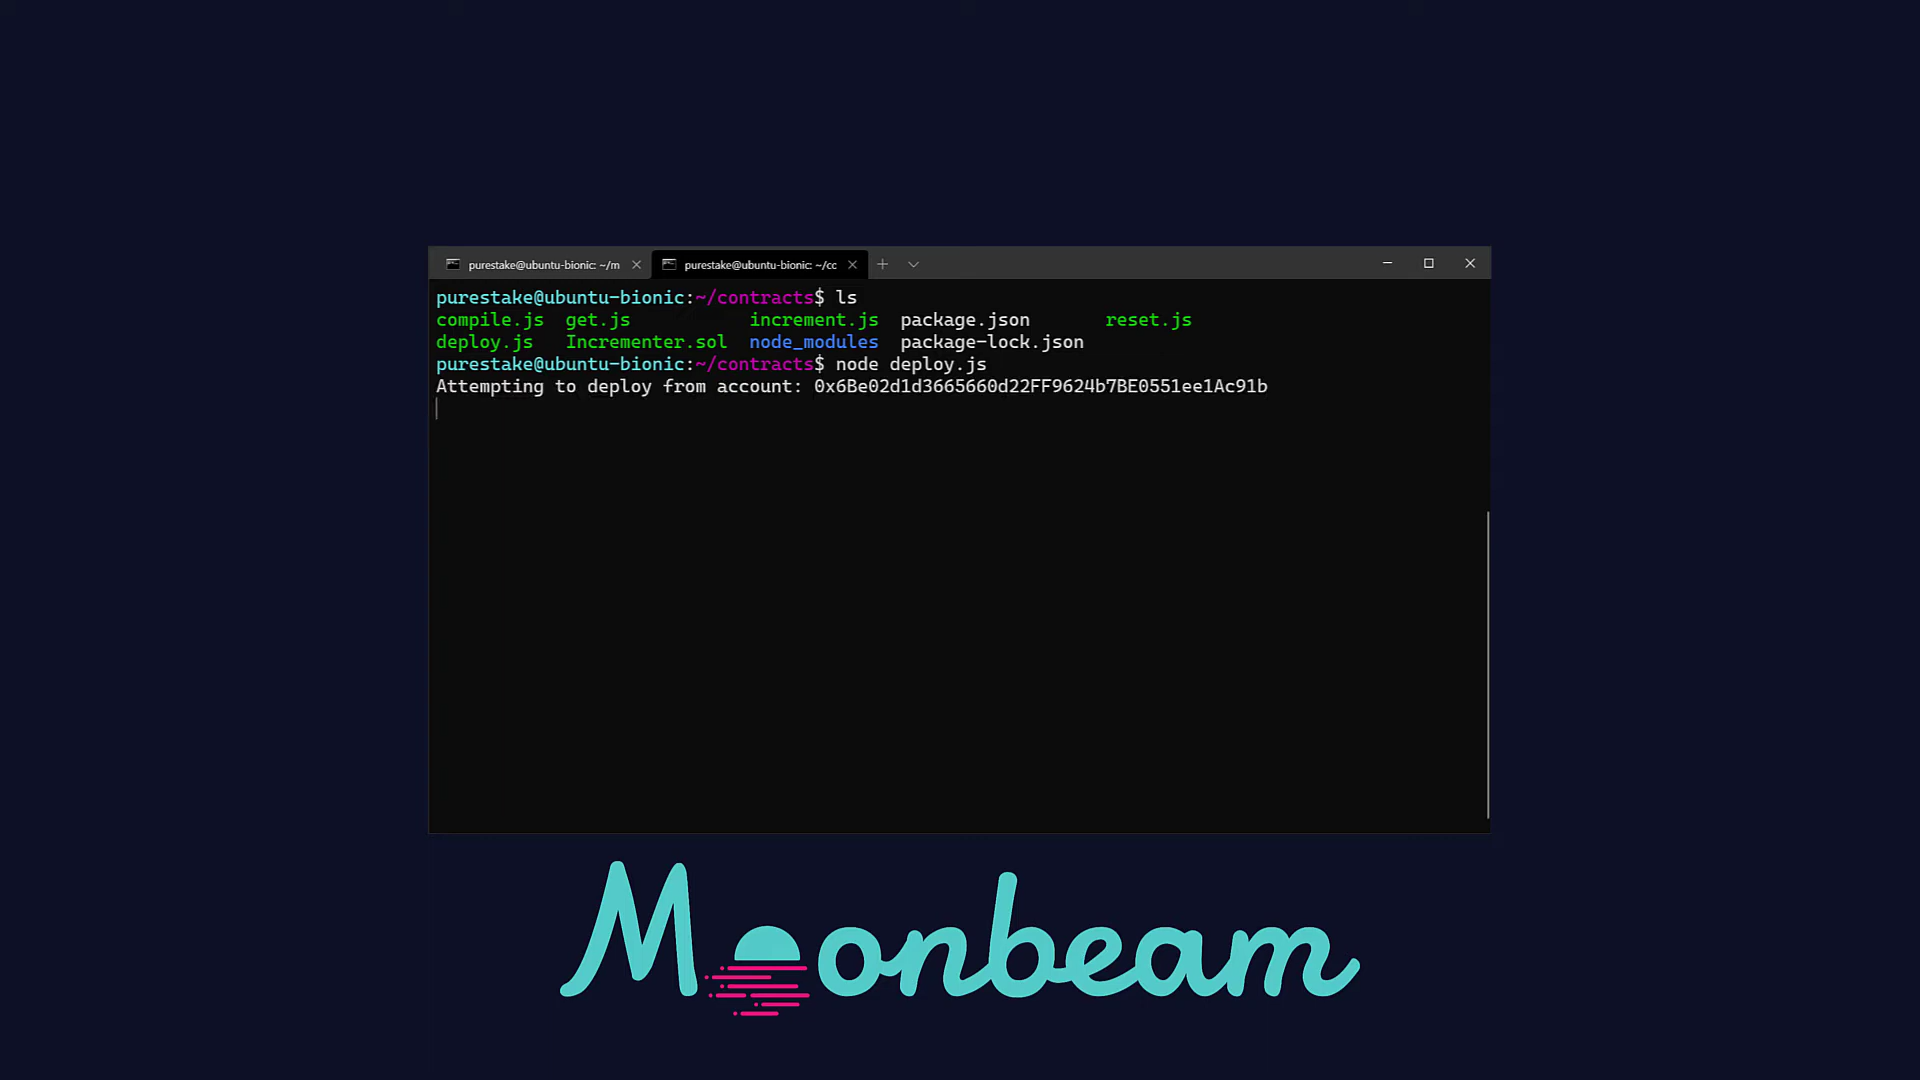 purestake@ubuntu-bionic: ~/m
purestake@ubuntu-bionic: ~/cc
purestake@ubuntu-bionic:~/contracts$ ls
compile.js get.js increment.js package.json reset.js
deploy.js Incrementer.sol node_modules package-lock.json
purestake@ubuntu-bionic:~/contracts$ node deploy.js
Attempting to deploy from account: 0x6Be02d1d3665660d22FF9624b7BE0551ee1Ac91b
Moonbeam